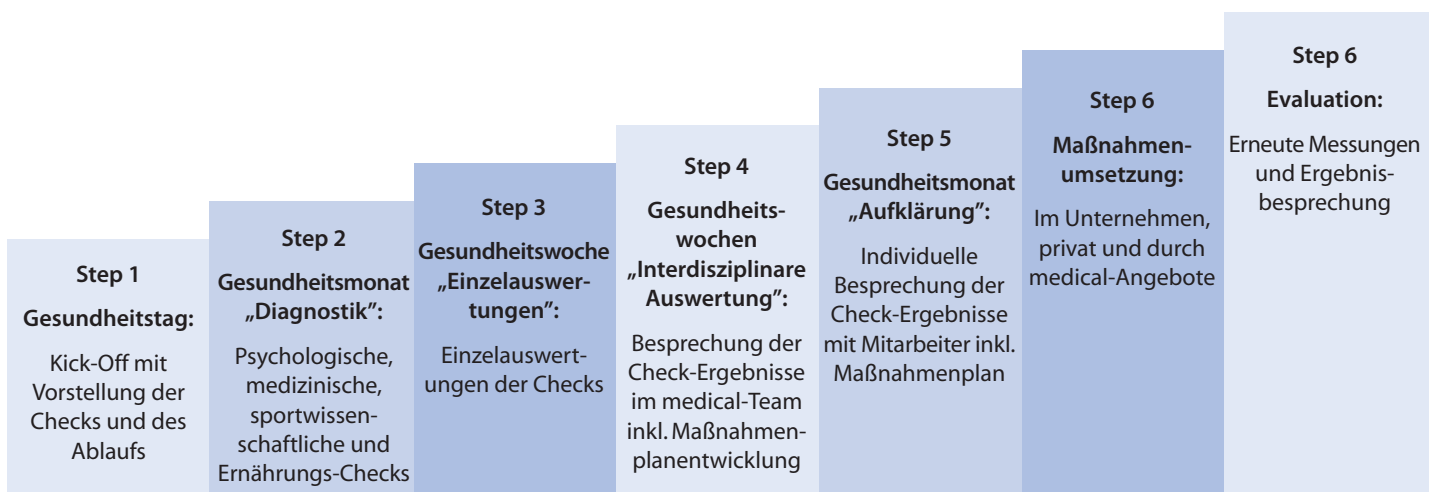 Step 1
Gesundheitstag:
Kick-Off mit
Vorstellung der
Checks und des
Ablaufs
Step 2
Gesundheitsmonat
„Diagnostik”:
Psychologische,
medizinische,
sportwissen-
schaftliche und
Ernährungs-Checks
Step 3
Gesundheitswoche
„Einzelauswer-
tungen”:
Einzelauswert-
ungen der Checks
Step 4
Gesundheits-
wochen
„Interdisziplinare
Auswertung”:
Besprechung der
Check-Ergebnisse
im medical-Team
inkl. Maßnahmen-
planentwicklung
Step 5
Gesundheitsmonat
„Aufklärung”:
Individuelle
Besprechung der
Check-Ergebnisse
mit Mitarbeiter inkl.
Maßnahmenplan
Step 6
Maßnahmen-
umsetzung:
Im Unternehmen,
privat und durch
medical-Angebote
Step 6
Evaluation:
Erneute Messungen
und Ergebnis-
besprechung